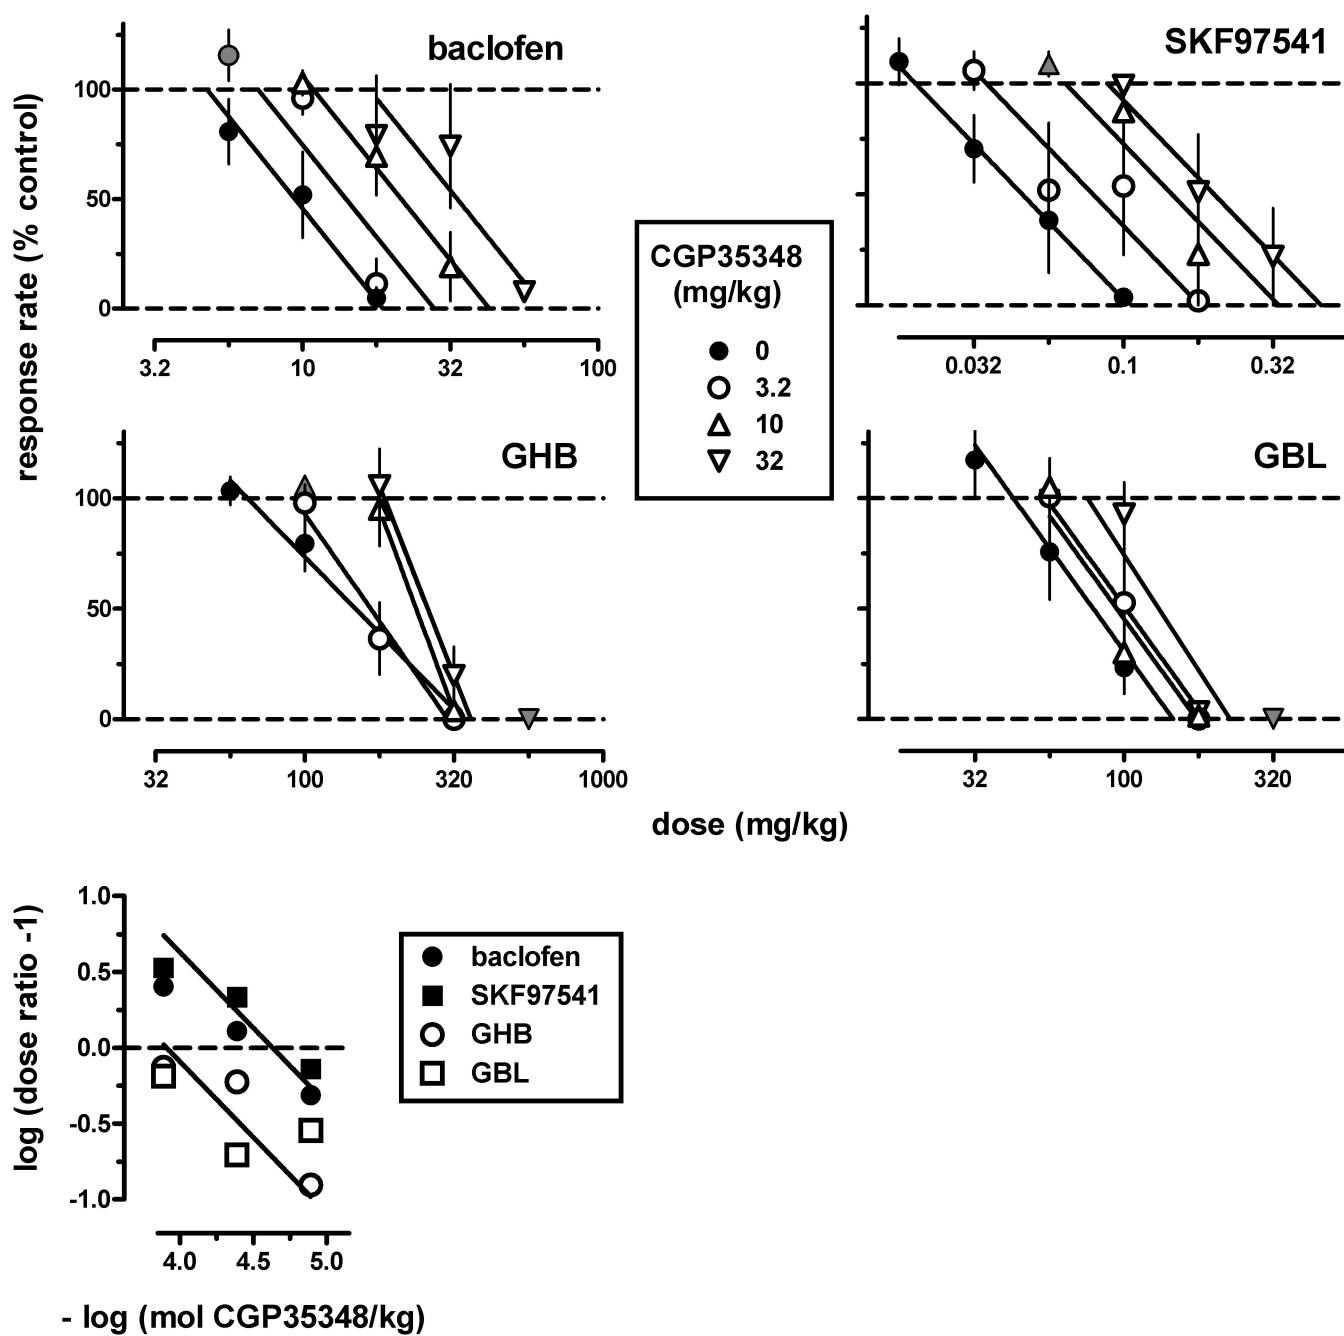 response rate (% control)
baclofen
100
50
0
3.2 10 32 100
SKF97541
0.032 0.1 0.32
CGP35348
(mg/kg)
0
3.2
10
32
GHB
100
50
0
32 100 320 1000
GBL
32 100 320
dose (mg/kg)
log (dose ratio -1)
1.0
0.5
0.0
-0.5
-1.0
4.0 4.5 5.0
- log (mol CGP35348/kg)
baclofen
SKF97541
GHB
GBL